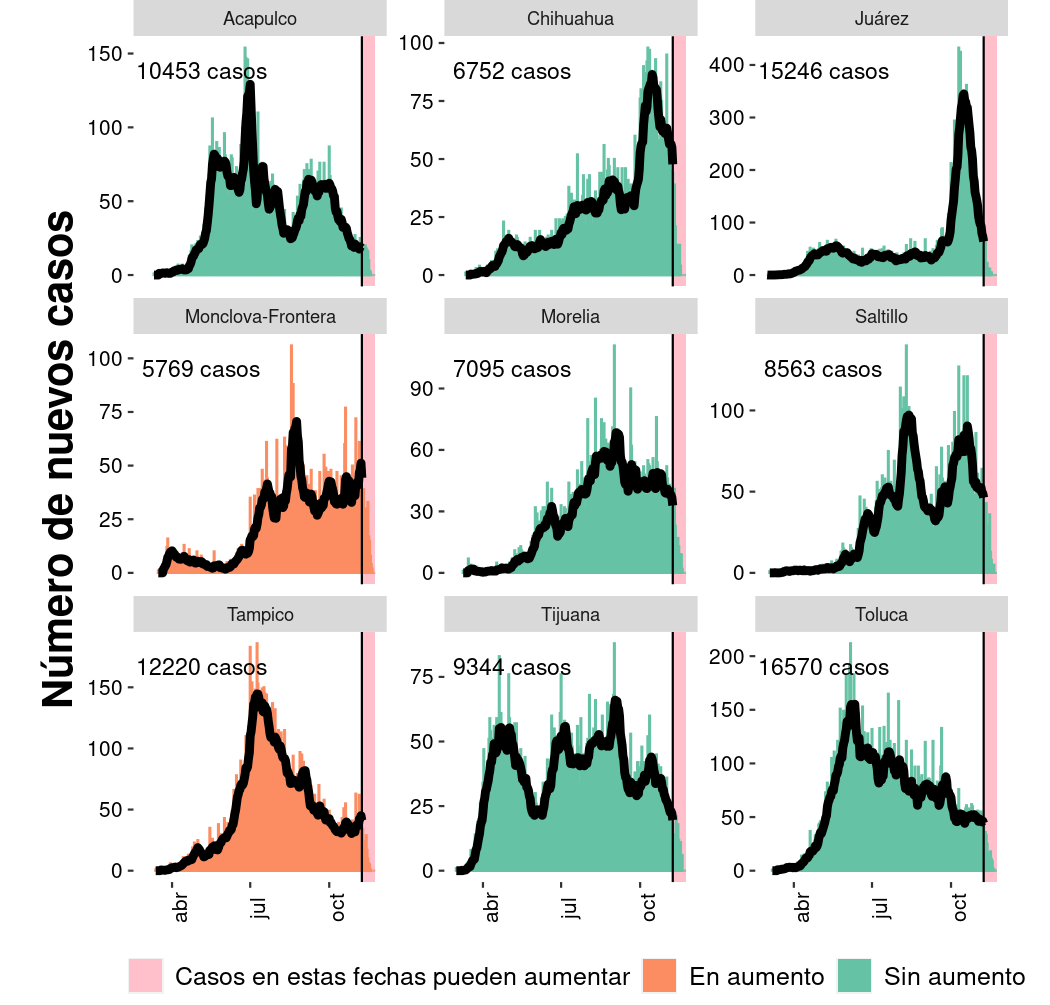 Número de nuevos casos
Acapulco
Chihuahua
Juárez
10453 casos
6752 casos
15246 casos
150
100
50
0
100
75
50
25
0
400
300
200
100
0
Monclova-Frontera
Morelia
Saltillo
5769 casos
7095 casos
8563 casos
100
75
50
25
0
90
60
30
0
100
50
0
Tampico
Tijuana
Toluca
12220 casos
9344 casos
16570 casos
150
100
50
0
75
50
25
0
200
150
100
50
0
abr
jul
oct
abr
jul
oct
abr
jul
oct
Casos en estas fechas pueden aumentar
En aumento
Sin aumento